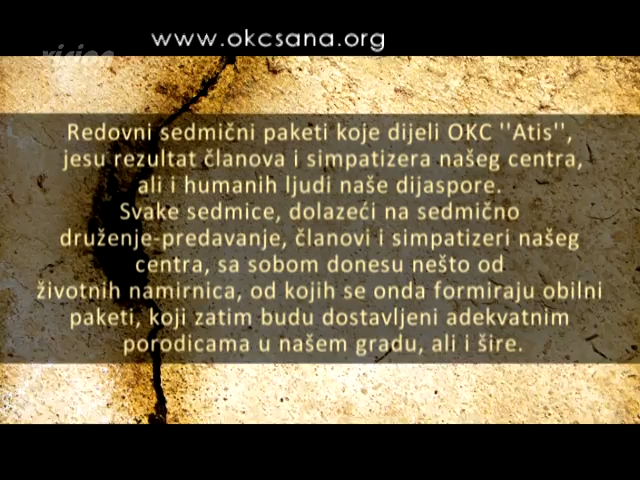 www.okcsana.org
vision
Redovni sedmični paketi koje dijeli OKC ''Atis'',
jesu rezultat članova i simpatizera našeg centra,
ali i humanih ljudi naše dijaspore.
Svake sedmice, dolazeći na sedmično
druženje-predavanje, članovi i simpatizeri našeg
centra, sa sobom donesu nešto od
životnih namirnica, od kojih se onda formiraju obilni
paketi, koji zatim budu dostavljeni adekvatnim
porodicama u našem gradu, ali i šire.